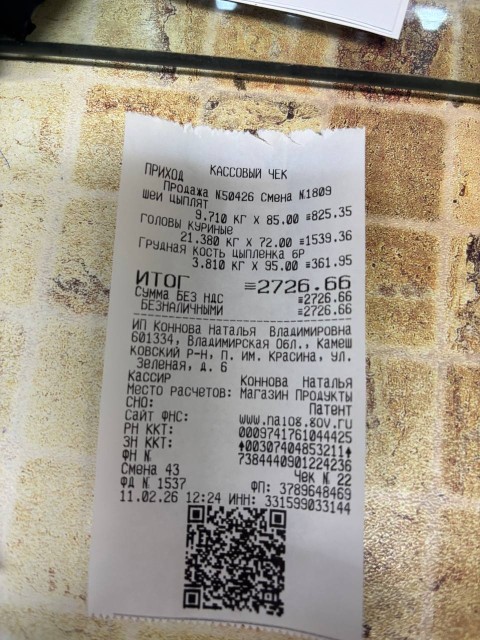 КАССОВЫЙ ЧЕК
ПРИХОД
Продажа №50426 Смена №1809
ШЕИ ЦЫПЛЯТ
9.710 КГ X 85.00 ≡825.35
ГОЛОВЫ КУРИНЫЕ
21.380 КГ X 72.00 ≡1539.36
ГРУДНАЯ КОСТЬ ЦЫПЛЕНКА БР
3.810 КГ X 95.00 ≡361.95
ИТОГ ≡2726.66
СУММА БЕЗ НДС ≡2726.66
БЕЗНАЛИЧНЫМИ ≡2726.66
ИП Коннова Наталья Владимировна
601334, Владимирская Обл., Камеш
ковский Р-Н, П. им. Красина, ул.
Зеленая, д. 6
Кассир Коннова Наталья
Место расчетов: Магазин Продукты
СНО: Патент
Сайт ФНС: www.nalog.gov.ru
РН ККТ: 0009741761044425
ЗН ККТ: 00307404853211
ФН № 7384440901224236
Смена 43 Чек № 22
ФД № 1537 ФП: 3789648469
11.02.26 12:24 ИНН: 331599033144